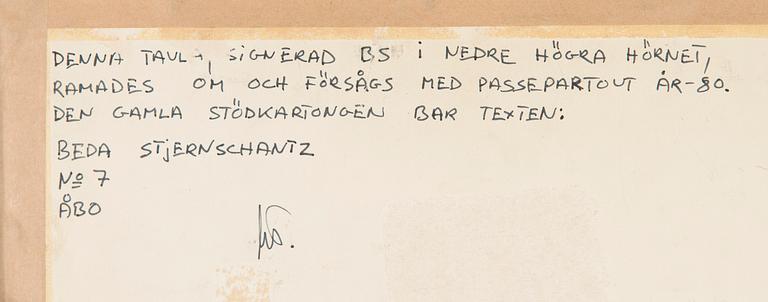 DENNA TAVLA, SIGNERAD BS i NEDRE HÖGRA HÖRNET,
RAMADES OM OCH FÖRSÅGS MED PASSEPARTOUT ÅR-80.
DEN GAMLA STÖDKARTONGEN BAR TEXTEN:
BEDA STJERNSCHANTZ
Nº 7
ÅBO